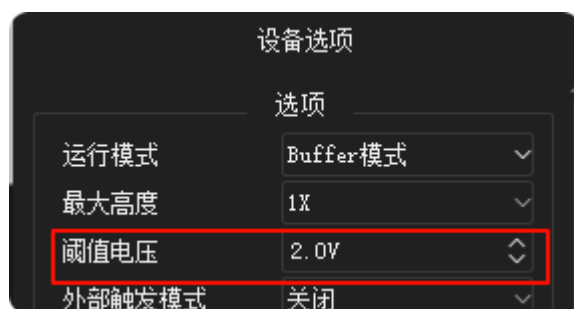 设备选项
选项
运行模式 Buffer模式
最大高度 1X
阈值电压 2.0V
外部触发模式 关闭